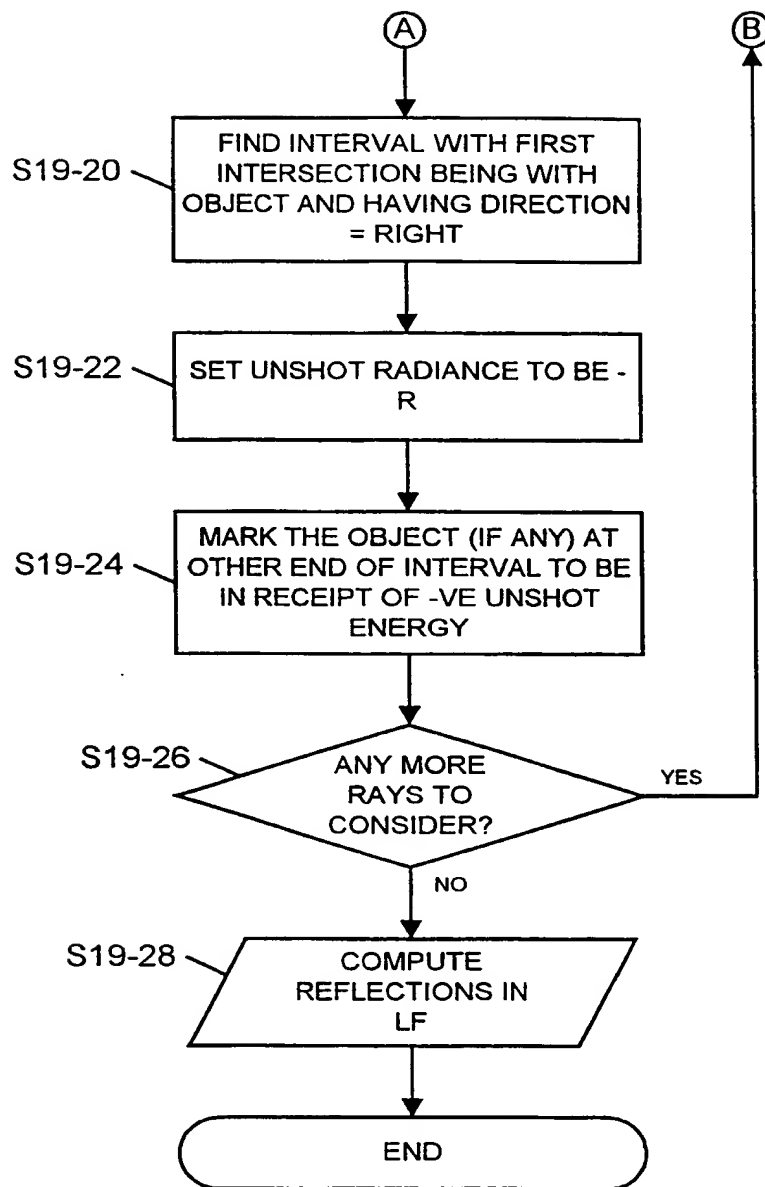 A
B
S19-20
FIND INTERVAL WITH FIRST
INTERSECTION BEING WITH
OBJECT AND HAVING DIRECTION
= RIGHT
S19-22
SET UNSHOT RADIANCE TO BE -
R
S19-24
MARK THE OBJECT (IF ANY) AT
OTHER END OF INTERVAL TO BE
IN RECEIPT OF -VE UNSHOT
ENERGY
S19-26
ANY MORE
RAYS TO
CONSIDER?
YES
NO
S19-28
COMPUTE
REFLECTIONS IN
LF
END